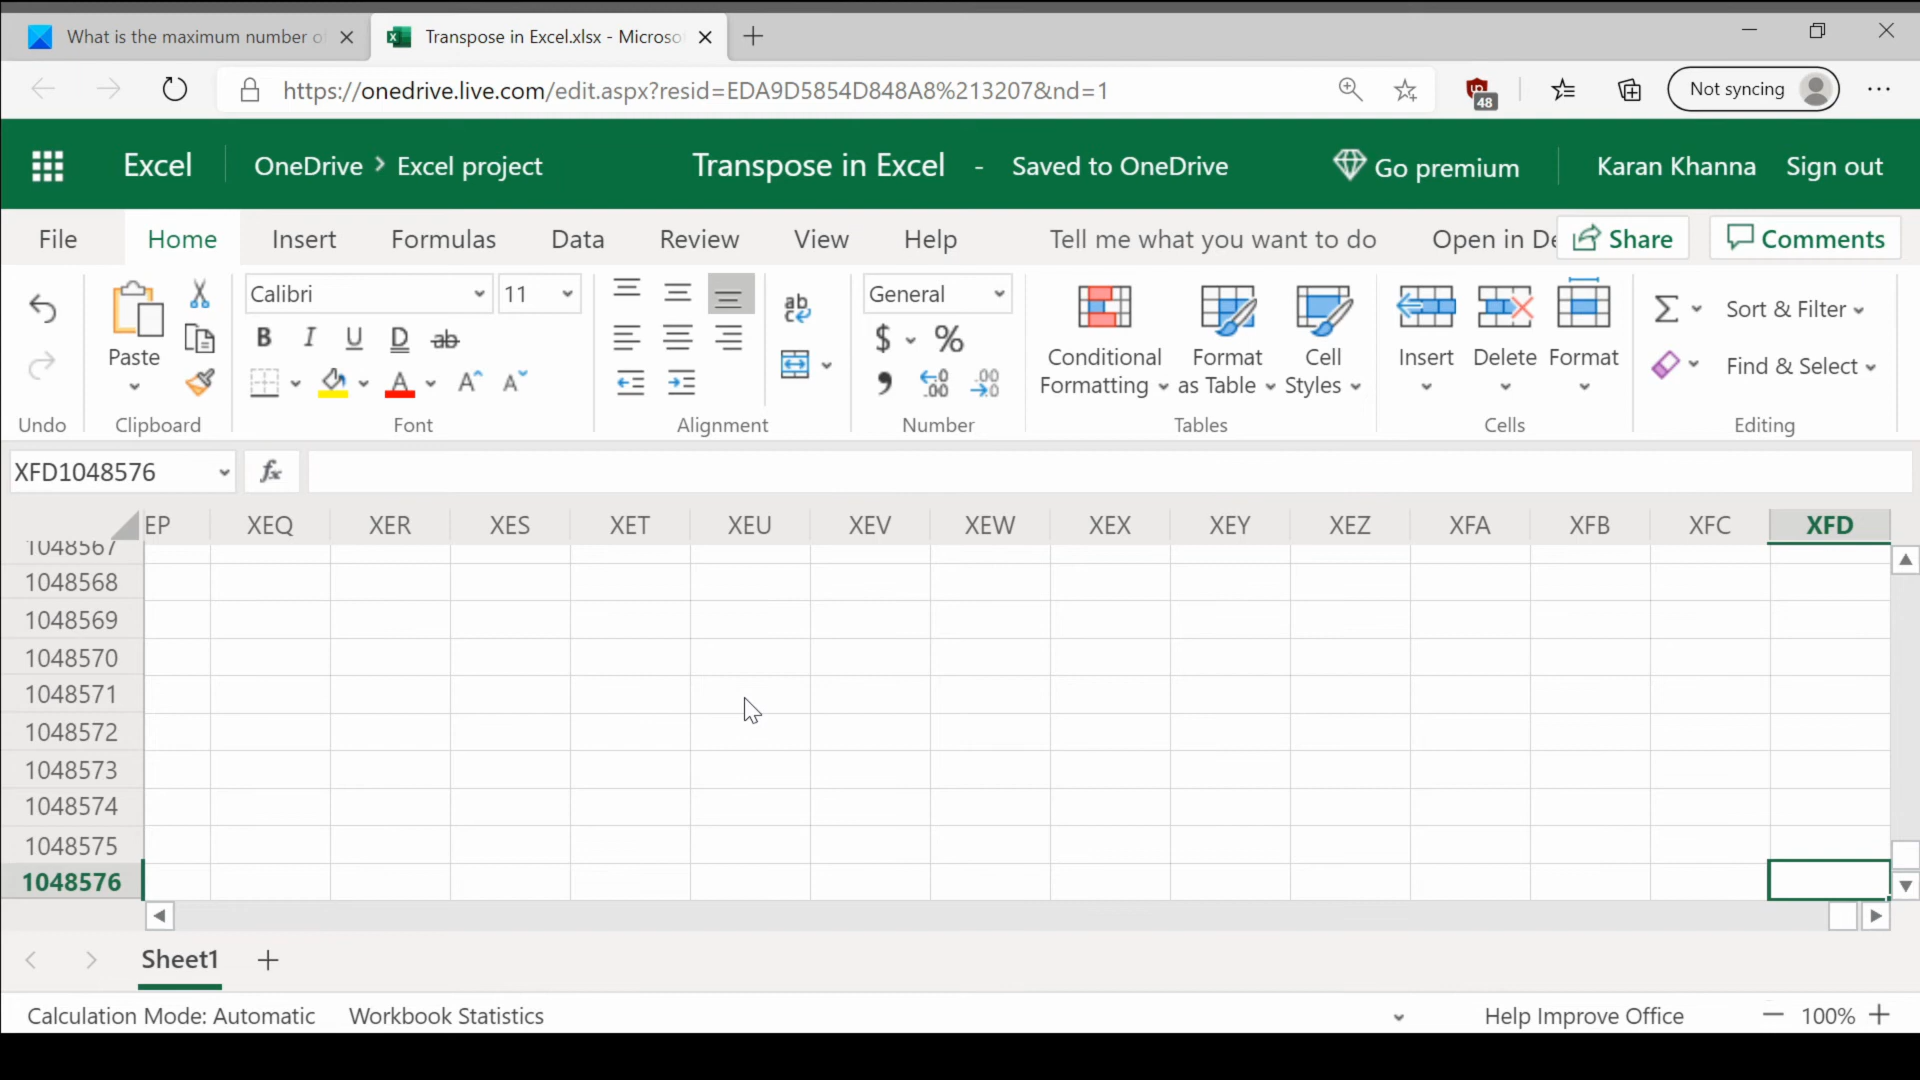 What is the maximum number o
Transpose in Excel.xlsx - Microso
https://onedrive.live.com/edit.aspx?resid=EDA9D5854D848A8%213207&nd=1
48
Not syncing
Excel
OneDrive > Excel project
Transpose in Excel - Saved to OneDrive
Go premium
Karan Khanna
Sign out
File Home Insert Formulas Data Review View Help Tell me what you want to do Open in De Share Comments
Calibri 11
General
B I U D ab
ab c
$ %
Paste
Conditional Formatting
Format as Table
Cell Styles
Insert Delete Format
Σ Sort & Filter
Find & Select
A A A
.00 .00
Undo Clipboard Font Alignment Number Tables Cells Editing
XFD1048576 fx
EP XEQ XER XES XET XEU XEV XEW XEX XEY XEZ XFA XFB XFC XFD
1048567
1048568
1048569
1048570
1048571
1048572
1048573
1048574
1048575
1048576
Sheet1
Calculation Mode: Automatic Workbook Statistics Help Improve Office 100%